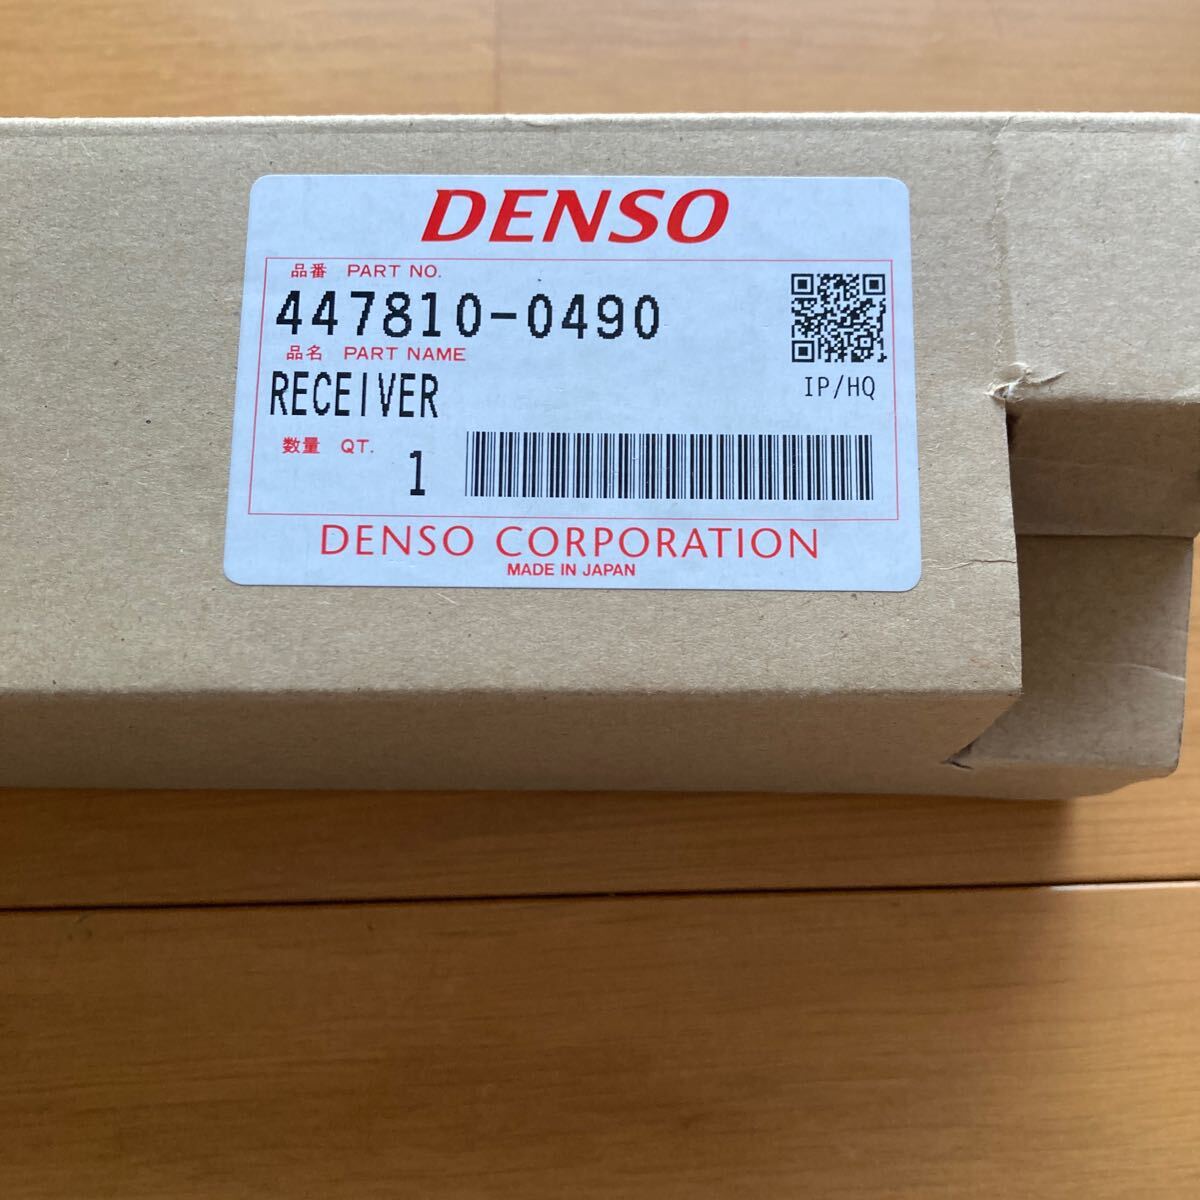 DENSO
品番 PART NO.
447810-0490
品名 PART NAME
RECEIVER
IP/HQ
数量 QT.
1
DENSO CORPORATION
MADE IN JAPAN